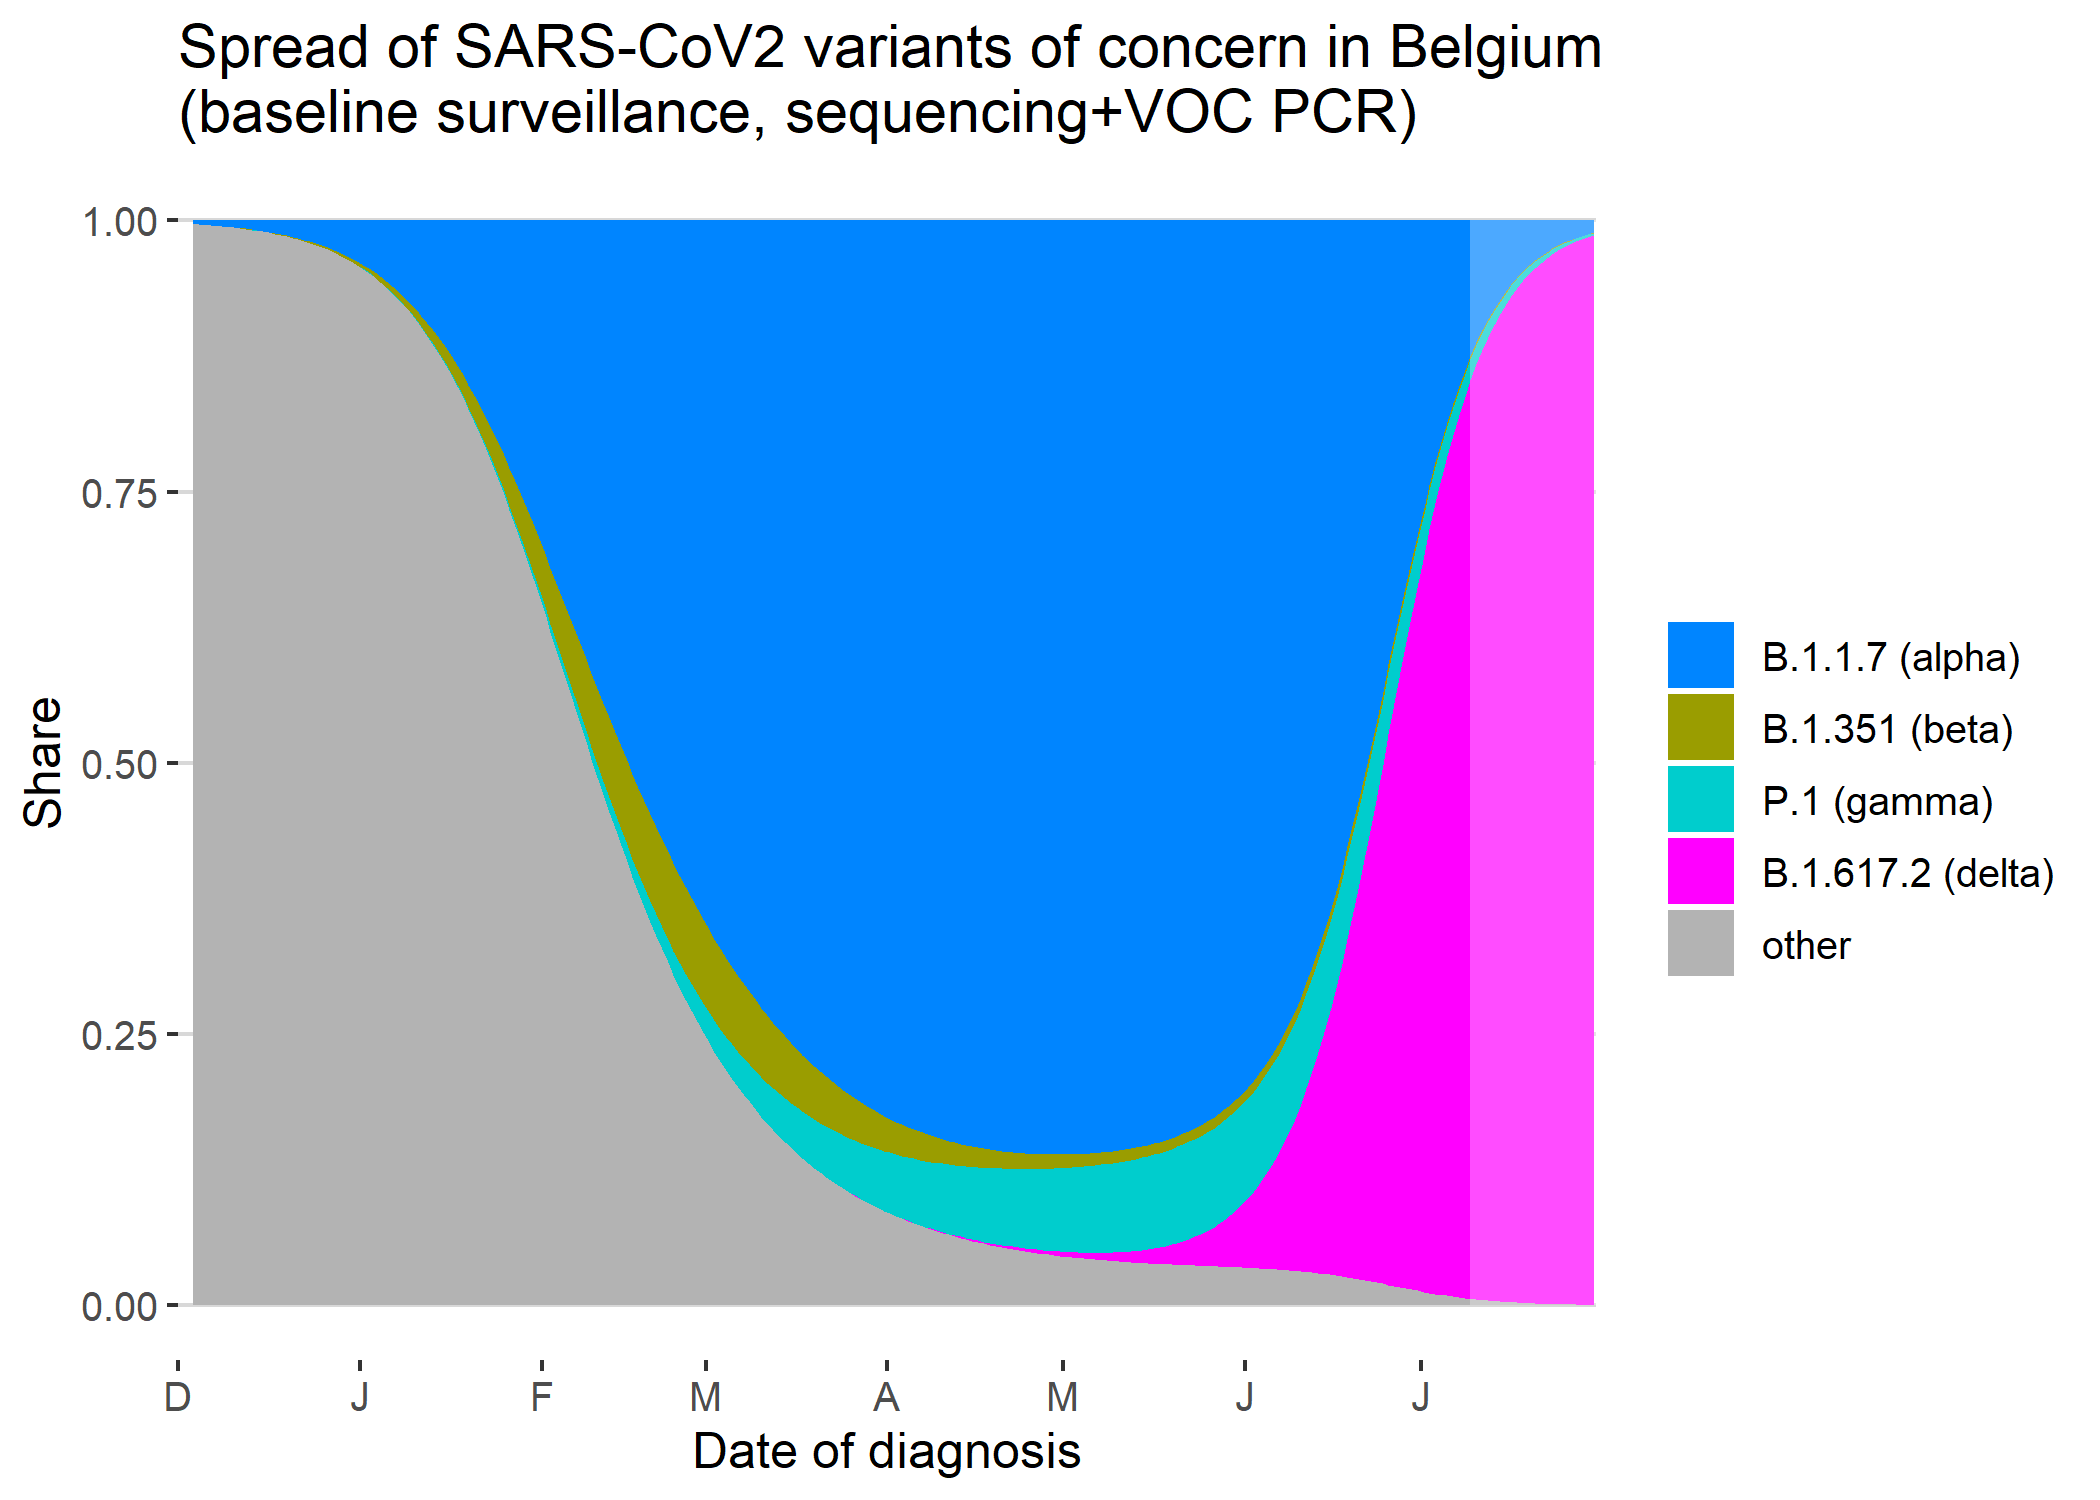 Spread of SARS-CoV2 variants of concern in Belgium
(baseline surveillance, sequencing+VOC PCR)
1.00
0.75
0.50
0.25
0.00
Share
D J F M A M J J
Date of diagnosis
B.1.1.7 (alpha)
B.1.351 (beta)
P.1 (gamma)
B.1.617.2 (delta)
other